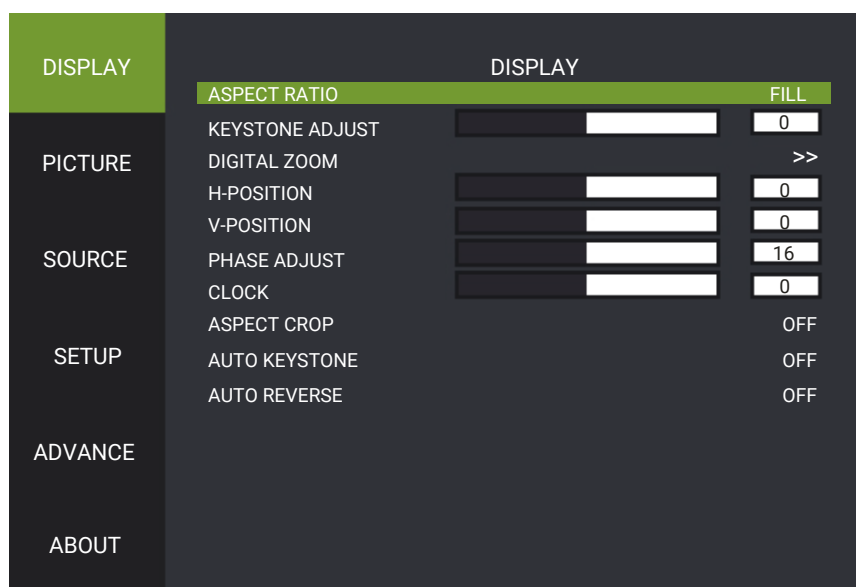 DISPLAY
PICTURE
SOURCE
SETUP
ADVANCE
ABOUT
DISPLAY
ASPECT RATIO FILL
KEYSTONE ADJUST 0
DIGITAL ZOOM >>
H-POSITION 0
V-POSITION 0
PHASE ADJUST 16
CLOCK 0
ASPECT CROP OFF
AUTO KEYSTONE OFF
AUTO REVERSE OFF